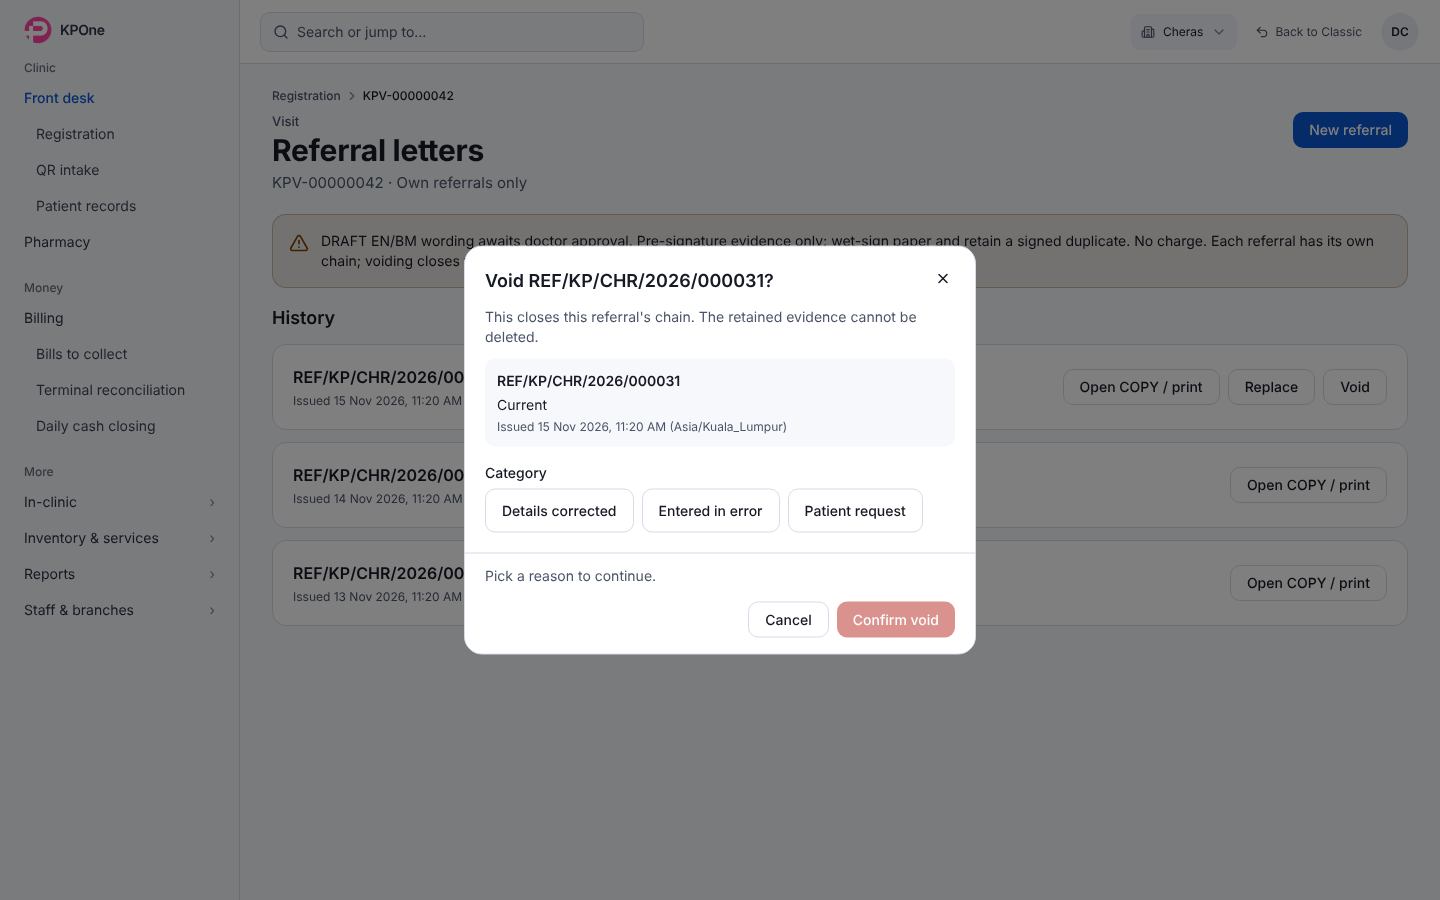 KPOne
Clinic
Front desk
Registration
QR intake
Patient records
Pharmacy
Money
Billing
Bills to collect
Terminal reconciliation
Daily cash closing
More
In-clinic
Inventory & services
Reports
Staff & branches
Search or jump to...
Cheras
Back to Classic
DC
Registration > KPV-00000042
Visit
Referral letters
KPV-00000042 · Own referrals only
New referral
DRAFT EN/BM wording awaits doctor approval. Pre-signature evidence only; wet-sign paper and retain a signed duplicate. No charge. Each referral has its own
chain; voiding closes
History
REF/KP/CHR/2026/00
Issued 15 Nov 2026, 11:20 AM
Open COPY / print
Replace
Void
REF/KP/CHR/2026/00
Issued 14 Nov 2026, 11:20 AM
Open COPY / print
REF/KP/CHR/2026/00
Issued 13 Nov 2026, 11:20 AM
Open COPY / print
Void REF/KP/CHR/2026/000031?
This closes this referral's chain. The retained evidence cannot be
deleted.
REF/KP/CHR/2026/000031
Current
Issued 15 Nov 2026, 11:20 AM (Asia/Kuala_Lumpur)
Category
Details corrected
Entered in error
Patient request
Pick a reason to continue.
Cancel
Confirm void